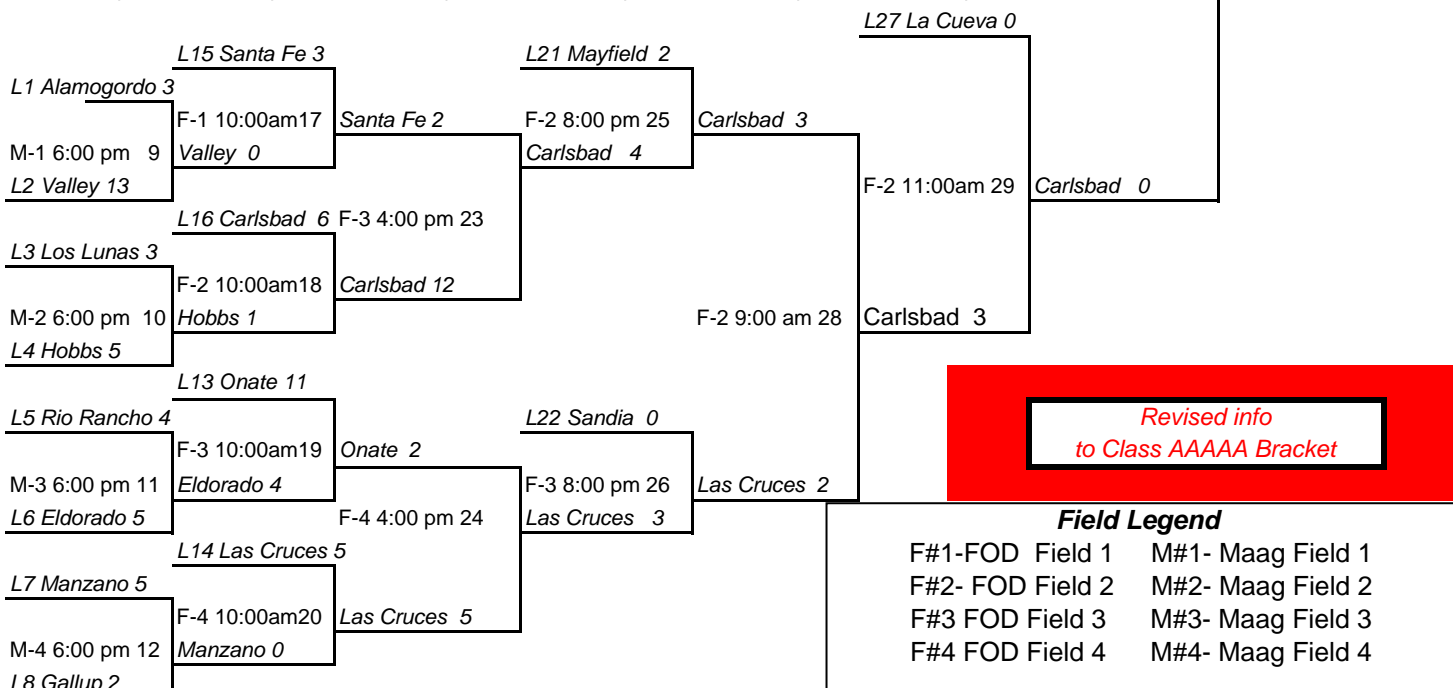 L27 La Cueva 0
L15 Santa Fe 3
L21 Mayfield 2
L1 Alamogordo 3
F-1 10:00am17
Santa Fe 2
F-2 8:00 pm 25
Carlsbad 3
M-1 6:00 pm 9
Valley 0
Carlsbad 4
L2 Valley 13
F-2 11:00am 29
Carlsbad 0
L16 Carlsbad 6
F-3 4:00 pm 23
L3 Los Lunas 3
F-2 10:00am18
Carlsbad 12
M-2 6:00 pm 10
Hobbs 1
F-2 9:00 am 28
Carlsbad 3
L4 Hobbs 5
L13 Onate 11
L5 Rio Rancho 4
L22 Sandia 0
Revised info
to Class AAAAA Bracket
F-3 10:00am19
Onate 2
M-3 6:00 pm 11
Eldorado 4
F-3 8:00 pm 26
Las Cruces 2
L6 Eldorado 5
F-4 4:00 pm 24
Las Cruces 3
L14 Las Cruces 5
L7 Manzano 5
F-4 10:00am20
Las Cruces 5
M-4 6:00 pm 12
Manzano 0
L8 Gallup 2
Field Legend
F#1-FOD Field 1 M#1- Maag Field 1
F#2- FOD Field 2 M#2- Maag Field 2
F#3 FOD Field 3 M#3- Maag Field 3
F#4 FOD Field 4 M#4- Maag Field 4